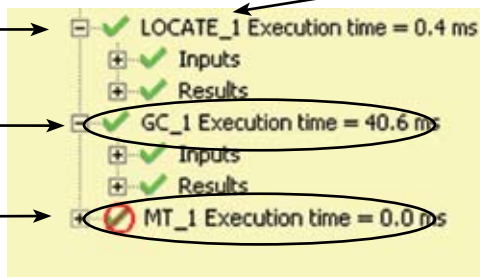 LOCATE_1 Execution time = 0.4 ms
Inputs
Results
GC_1 Execution time = 40.6 ms
Inputs
Results
MT_1 Execution time = 0.0 ms